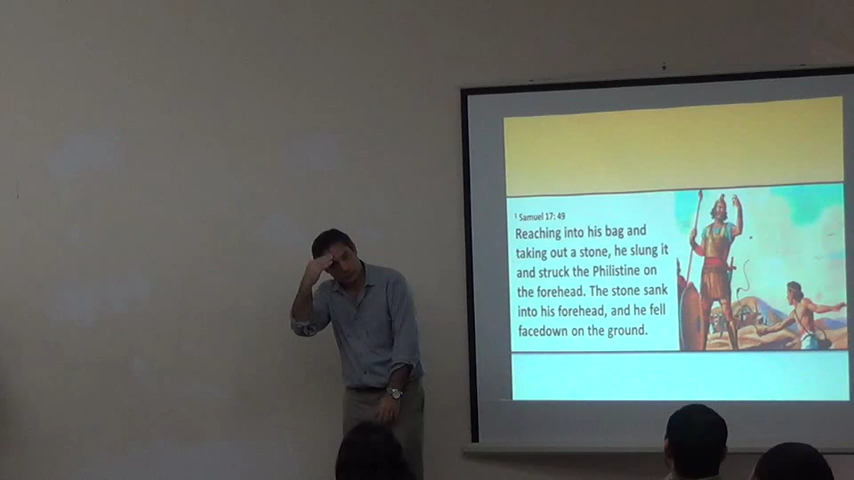 1 Samuel 17: 49
Reaching into his bag and
taking out a stone, he slung it
and struck the Philistine on
the forehead. The stone sank
into his forehead, and he fell
facedown on the ground.